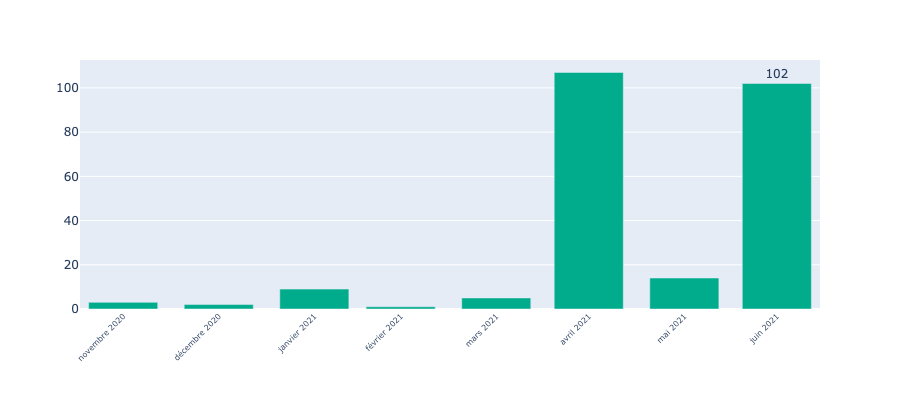 102
100
80
60
40
20
0
novembre 2020
décembre 2020
janvier 2021
février 2021
mars 2021
avril 2021
mai 2021
juin 2021